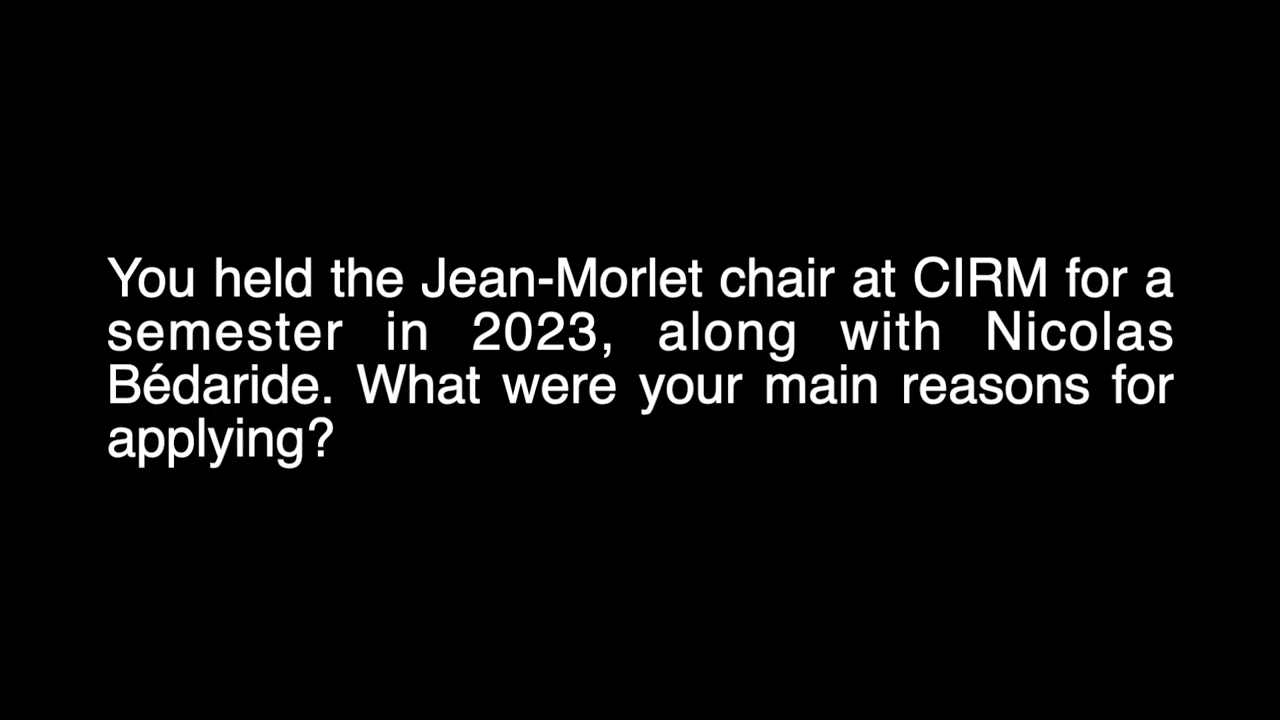 You held the Jean-Morlet chair at CIRM for a
semester in 2023, along with Nicolas
Bédaride. What were your main reasons for
applying?